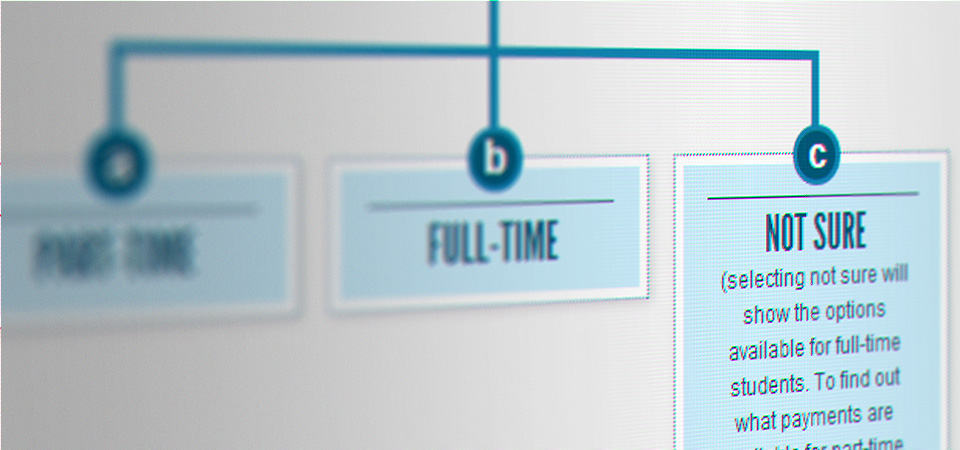 a
PART-TIME
b
FULL-TIME
c
NOT SURE
(selecting not sure will
show the options
available for full-time
students. To find out
what payments are
for part-time